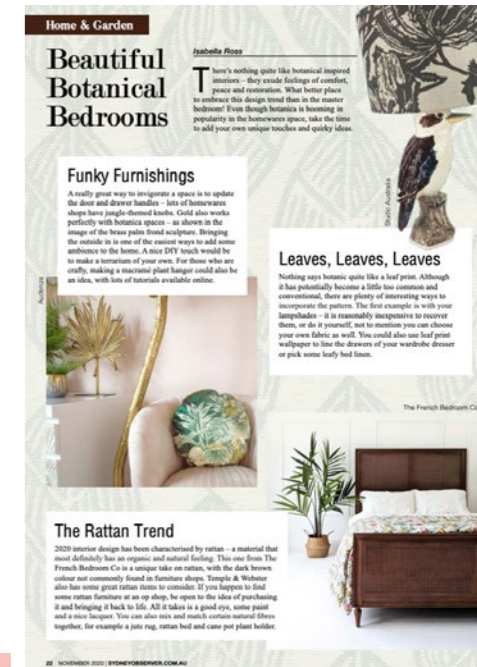 Home & Garden
Beautiful
Botanical
Bedrooms
Isabella Ross
There's nothing quite like botanical inspired
interiors – they exude feelings of comfort,
peace and restoration. What better place
to embrace this design trend than in the master
bedroom! Even though botanica is booming in
popularity in the homewares space, take the time
to add your own unique touches and quirky ideas.
Studio Australia
Funky Furnishings
A really great way to invigorate a space is to update
the door and drawer handles – lots of homewares
shops have jungle-themed knobs. Gold also works
perfectly with botanica spaces – as shown in the
image of the brass palm frond sculpture. Bringing
the outside in is one of the easiest ways to add some
ambience to the home. A nice DIY touch would be
to make a terrarium of your own. For those who are
crafty, making a macramé plant hanger could also be
an idea, with lots of tutorials available online.
Audenza
Leaves, Leaves, Leaves
Nothing says botanic quite like a leaf print. Although
it has potentially become a little too common and
conventional, there are plenty of interesting ways to
incorporate the pattern. The first example is with your
lampshades – it is reasonably inexpensive to recover
them, or do it yourself, not to mention you can choose
your own fabric as well. You could also use leaf print
wallpaper to line the drawers of your wardrobe dresser
or pick some leafy bed linen.
The French Bedroom Co
The Rattan Trend
2020 interior design has been characterised by rattan – a material that
most definitely has an organic and natural feeling. This one from The
French Bedroom Co is a unique take on rattan, with the dark brown
colour not commonly found in furniture shops. Temple & Webster
also has some great rattan items to consider. If you happen to find
some rattan furniture at an op shop, be open to the idea of purchasing
it and bringing it back to life. All it takes is a good eye, some paint
and a nice lacquer. You can also mix and match certain natural fibres
together, for example a jute rug, rattan bed and cane pot plant holder.
22 NOVEMBER 2020 | SYDNEYOBSERVER.COM.AU